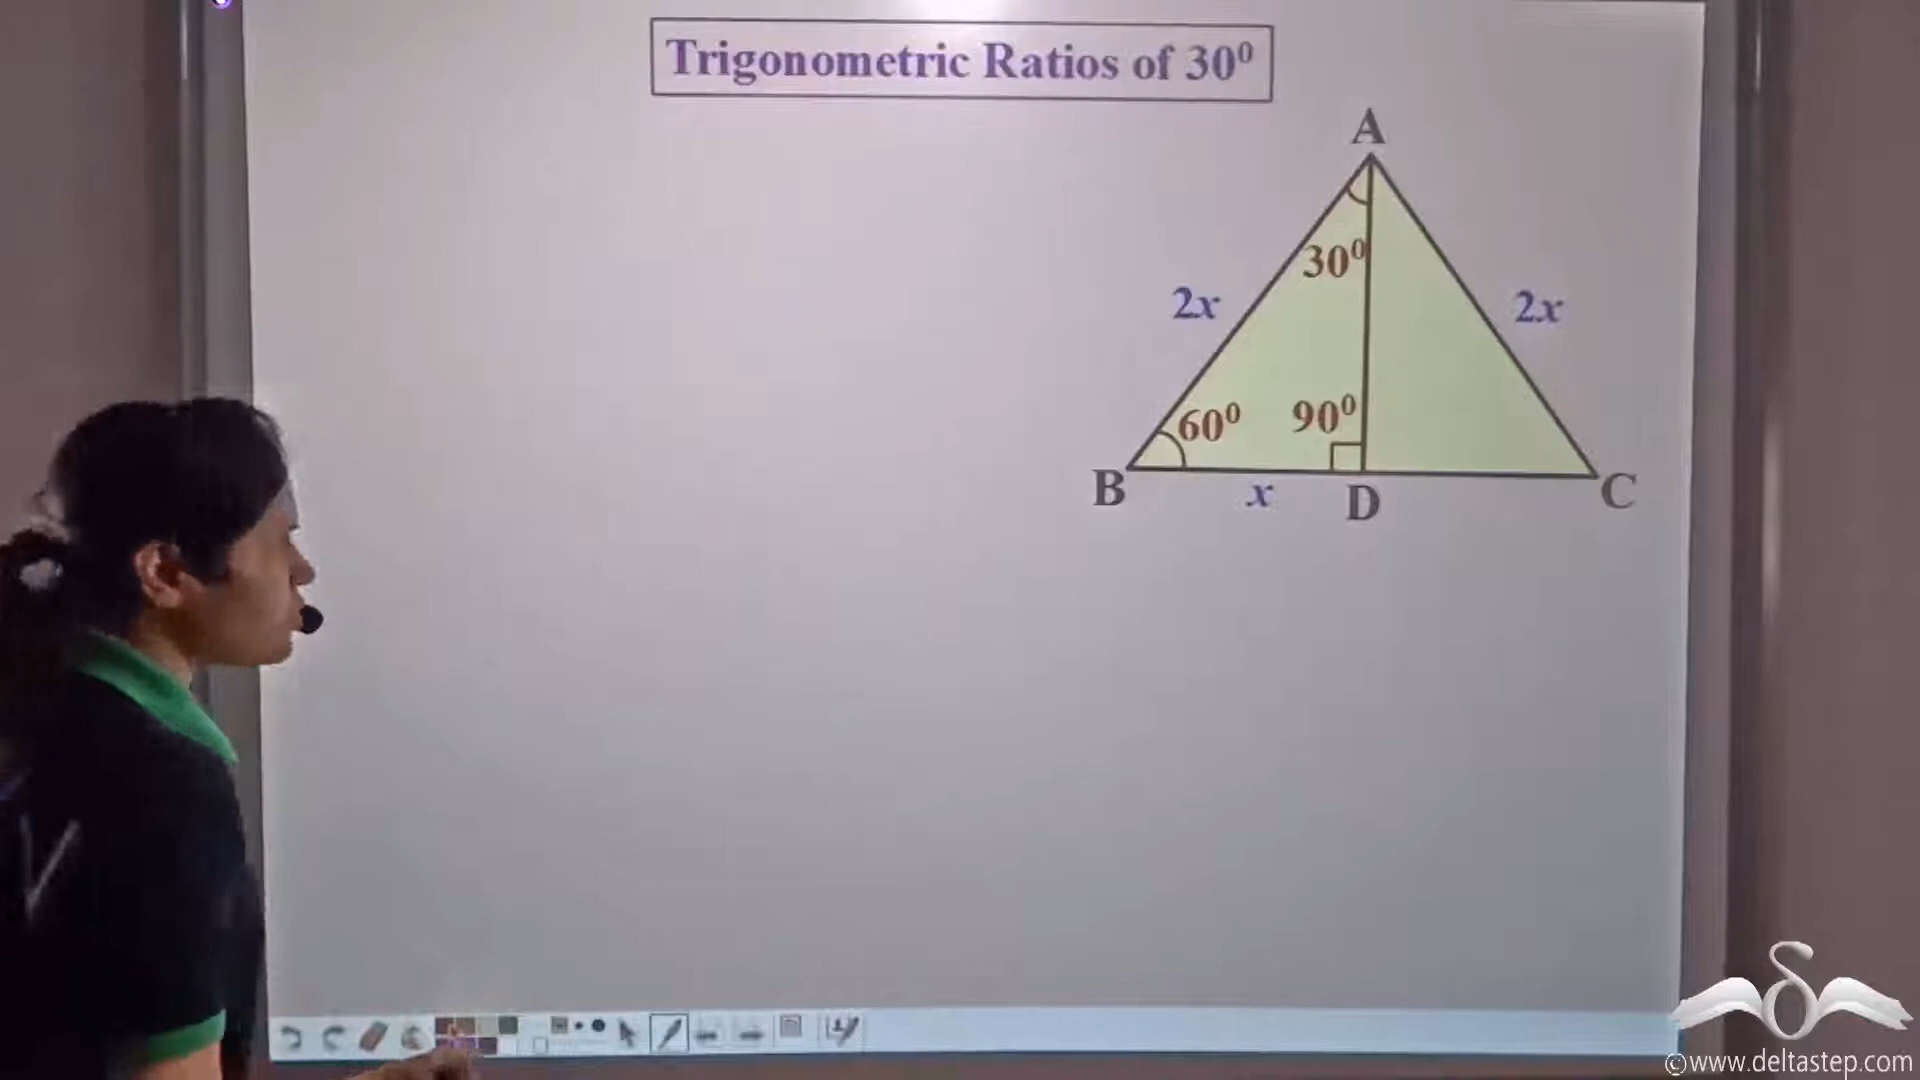 Trigonometric Ratios of 30⁰
A
30⁰
2x
2x
60⁰
90⁰
B
x
D
C
©www.deltastep.com